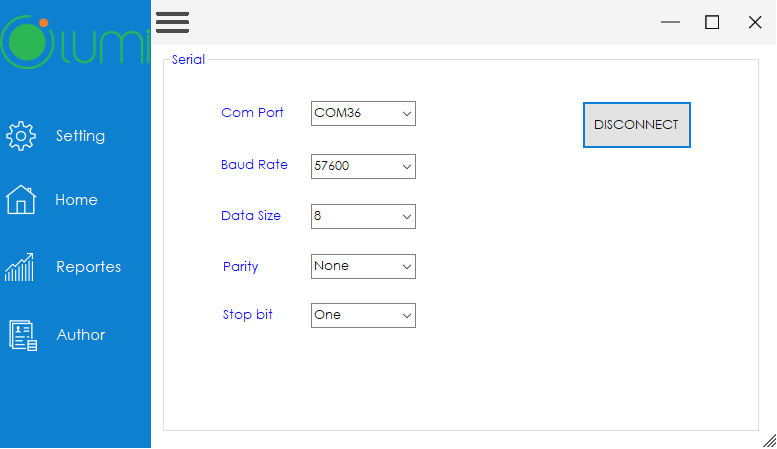 lumi
Setting
Home
Reportes
Author
Serial
Com Port
COM36
Baud Rate
57600
Data Size
8
Parity
None
Stop bit
One
DISCONNECT